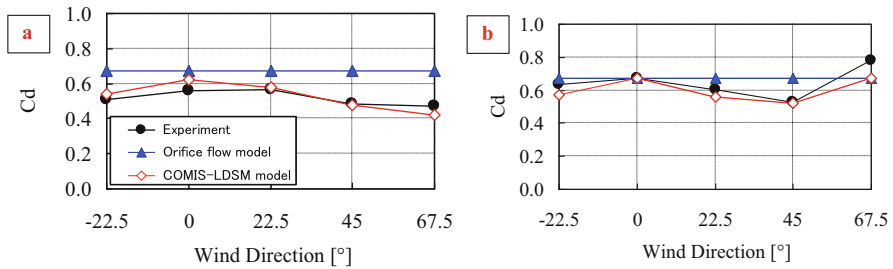 a
1.0
0.8
0.6
0.4
0.2
0.0
Cd
Experiment
Orifice flow model
COMIS-LDSM model
-22.5 0 22.5 45 67.5
Wind Direction [°]
b
1.0
0.8
0.6
0.4
0.2
0.0
Cd
-22.5 0 22.5 45 67.5
Wind Direction [°]